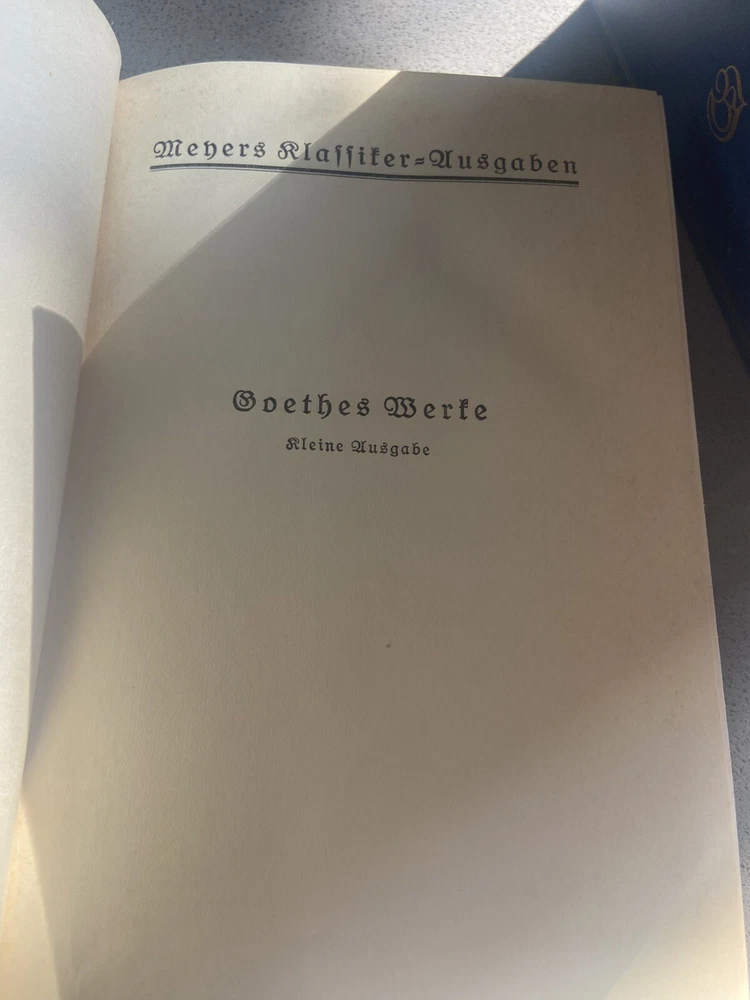 Meyers Klaſſiker-Ausgaben
Goethes Werke
Kleine Ausgabe